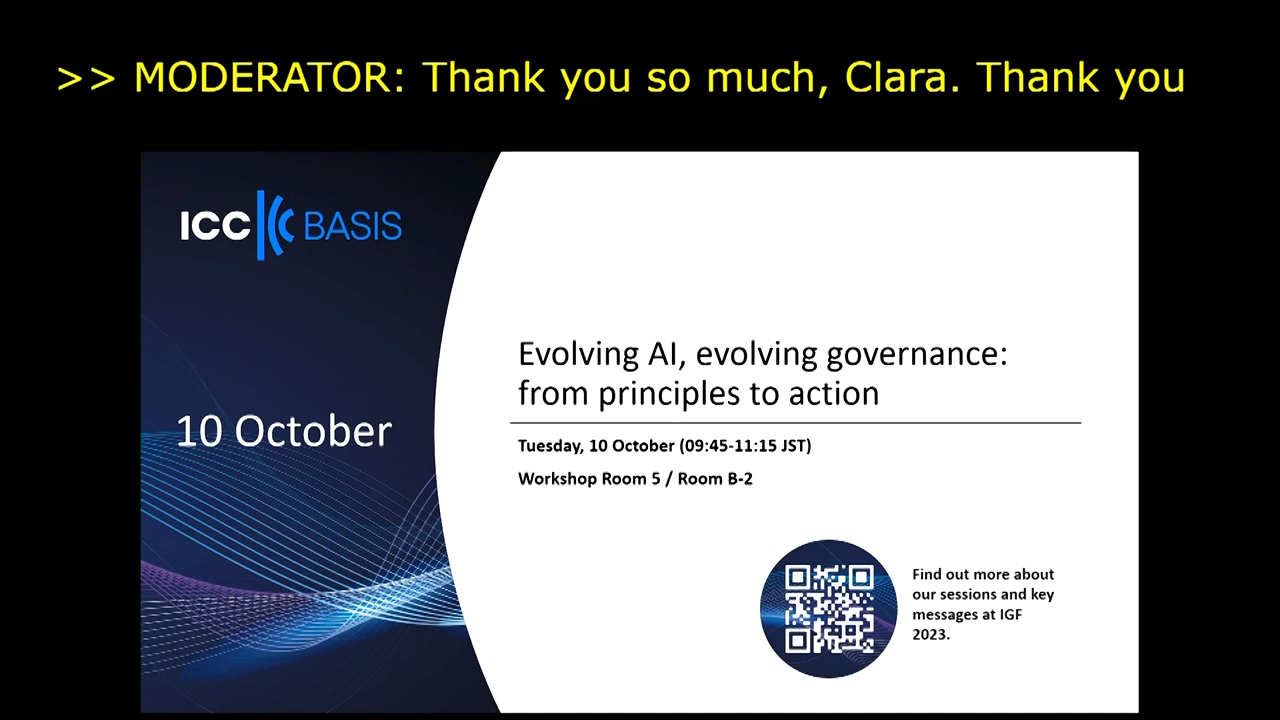 >> MODERATOR: Thank you so much, Clara. Thank you
ICC BASIS
10 October
Evolving AI, evolving governance:
from principles to action
Tuesday, 10 October (09:45-11:15 JST)
Workshop Room 5 / Room B-2
Find out more about
our sessions and key
messages at IGF
2023.